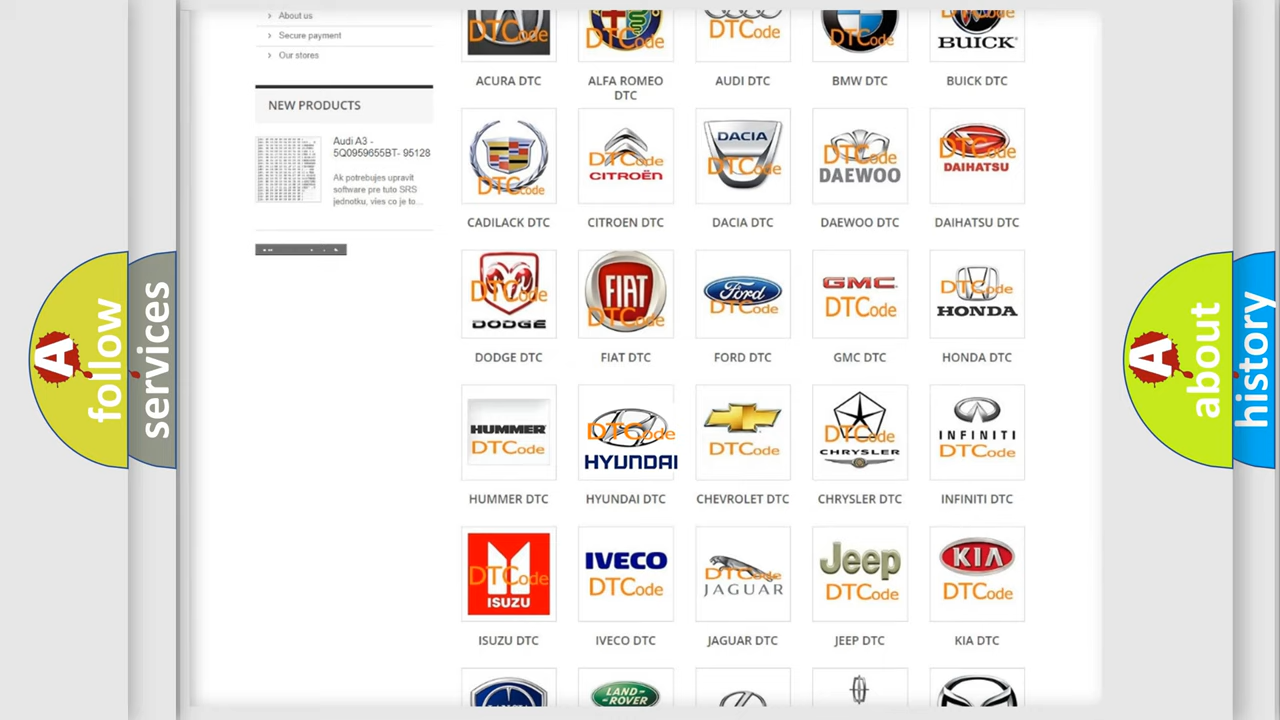 About us
Secure payment
Our stores
NEW PRODUCTS
Audi A3 -
5Q0959655BT- 95128
Ak potrebujes upravit
software pre tuto SRS
jednotku, vies co je to...
DTCode
DTCode
DTCode
DTCode
BUICK
ACURA DTC
ALFA ROMEO
DTC
AUDI DTC
BMW DTC
BUICK DTC
DTCode
DTCode
CITROËN
DACIA
DTCode
DTCode
DAEWOO
DTCode
DAIHATSU
CADILACK DTC
CITROEN DTC
DACIA DTC
DAEWOO DTC
DAIHATSU DTC
DTCode
DODGE
FIAT
DTCode
Ford
DTCode
GMC
DTCode
DTCode
HONDA
DODGE DTC
FIAT DTC
FORD DTC
GMC DTC
HONDA DTC
HUMMER
DTCode
DTCode
HYUNDAI
DTCode
DTCode
CHRYSLER
INFINITI
DTCode
HUMMER DTC
HYUNDAI DTC
CHEVROLET DTC
CHRYSLER DTC
INFINITI DTC
DTCode
ISUZU
IVECO
DTCode
DTCode
JAGUAR
Jeep
DTCode
KIA
DTCode
ISUZU DTC
IVECO DTC
JAGUAR DTC
JEEP DTC
KIA DTC
LAND-
ROVER
A
follow
services
A
about
history